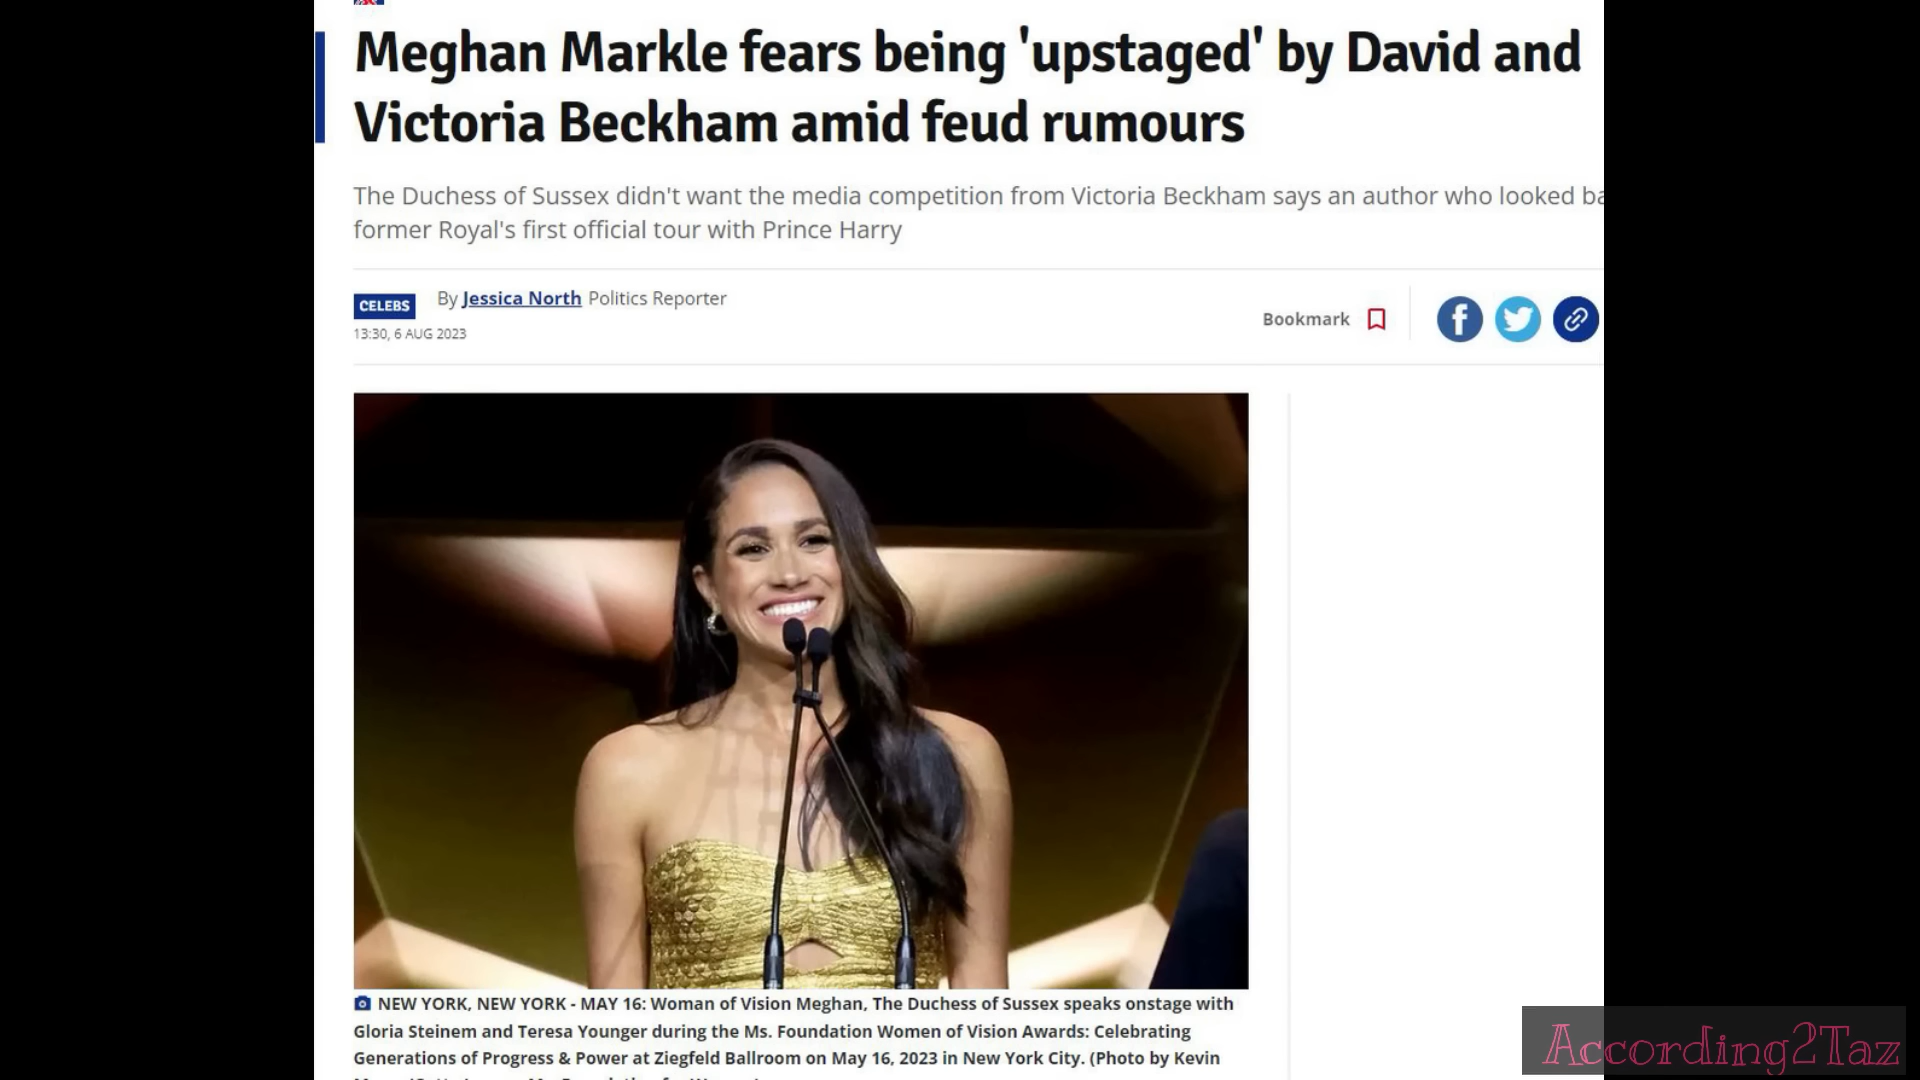 Meghan Markle fears being 'upstaged' by David and
Victoria Beckham amid feud rumours
The Duchess of Sussex didn't want the media competition from Victoria Beckham says an author who looked ba
former Royal's first official tour with Prince Harry
CELEBS
By Jessica North Politics Reporter
13:30, 6 AUG 2023
Bookmark
NEW YORK, NEW YORK - MAY 16: Woman of Vision Meghan, The Duchess of Sussex speaks onstage with
Gloria Steinem and Teresa Younger during the Ms. Foundation Women of Vision Awards: Celebrating
Generations of Progress & Power at Ziegfeld Ballroom on May 16, 2023 in New York City. (Photo by Kevin
According2Taz